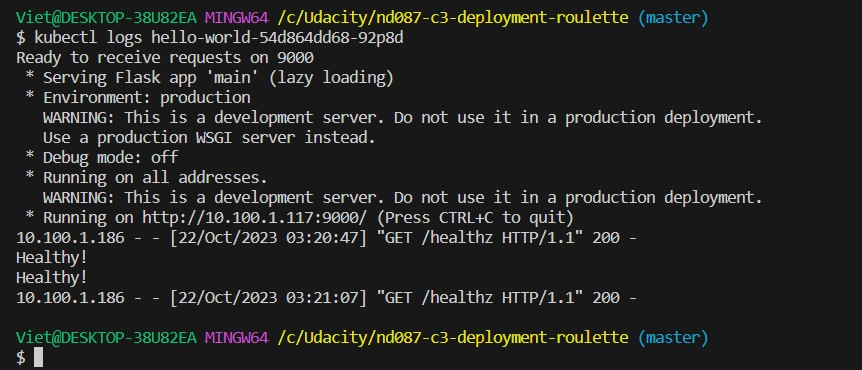 Viet@DESKTOP-38U82EA MINGW64 /c/Udacity/nd087-c3-deployment-roulette (master)
$ kubectl logs hello-world-54d864dd68-92p8d
Ready to receive requests on 9000
 * Serving Flask app 'main' (lazy loading)
 * Environment: production
   WARNING: This is a development server. Do not use it in a production deployment.
   Use a production WSGI server instead.
 * Debug mode: off
 * Running on all addresses.
   WARNING: This is a development server. Do not use it in a production deployment.
 * Running on http://10.100.1.117:9000/ (Press CTRL+C to quit)
10.100.1.186 - - [22/Oct/2023 03:20:47] "GET /healthz HTTP/1.1" 200 -
Healthy!
Healthy!
10.100.1.186 - - [22/Oct/2023 03:21:07] "GET /healthz HTTP/1.1" 200 -
Viet@DESKTOP-38U82EA MINGW64 /c/Udacity/nd087-c3-deployment-roulette (master)
$